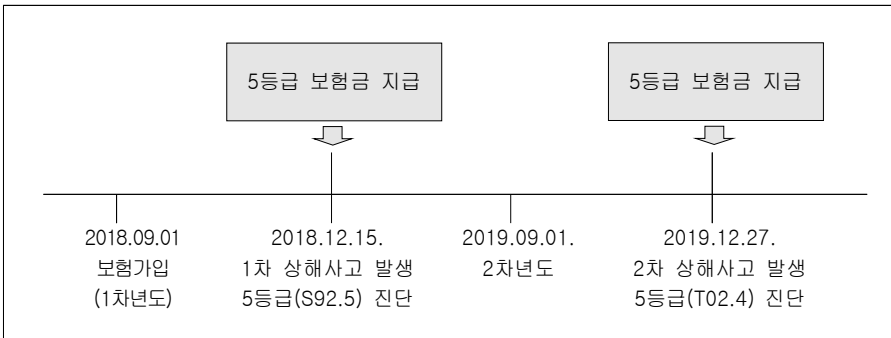 5등급 보험금 지급
5등급 보험금 지급
2018.09.01
보험가입
(1차년도)
2018.12.15.
1차 상해사고 발생
5등급(S92.5) 진단
2019.09.01.
2차년도
2019.12.27.
2차 상해사고 발생
5등급(T02.4) 진단